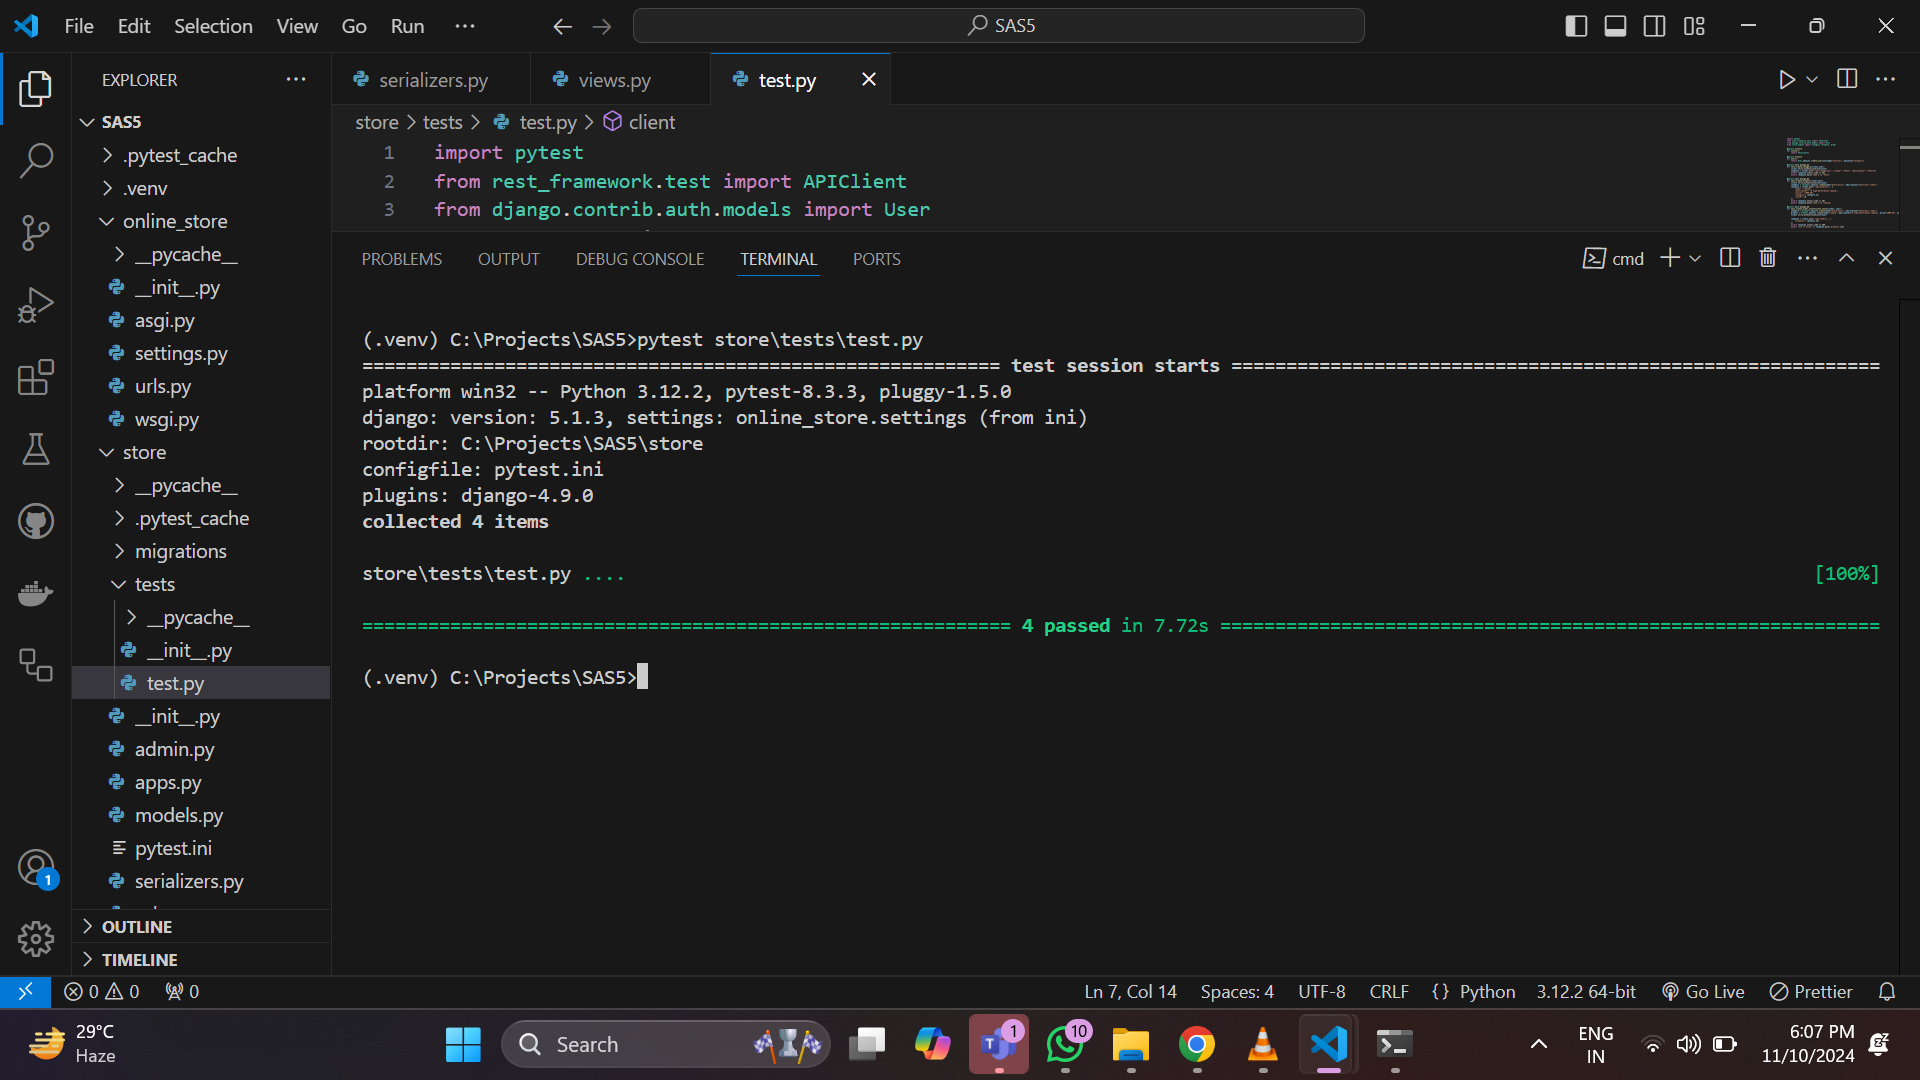 File Edit Selection View Go Run ···
SAS5
EXPLORER
SAS5
.pytest_cache
.venv
online_store
__pycache__
__init__.py
asgi.py
settings.py
urls.py
wsgi.py
store
__pycache__
.pytest_cache
migrations
tests
__pycache__
__init__.py
test.py
__init__.py
admin.py
apps.py
models.py
pytest.ini
serializers.py
OUTLINE
TIMELINE
serializers.py views.py test.py
store > tests > test.py > client
1 import pytest
2 from rest_framework.test import APIClient
3 from django.contrib.auth.models import User
PROBLEMS OUTPUT DEBUG CONSOLE TERMINAL PORTS
cmd
(.venv) C:\Projects\SAS5>pytest store\tests\test.py
========================================================== test session starts ===========================================================
platform win32 -- Python 3.12.2, pytest-8.3.3, pluggy-1.5.0
django: version: 5.1.3, settings: online_store.settings (from ini)
rootdir: C:\Projects\SAS5\store
configfile: pytest.ini
plugins: django-4.9.0
collected 4 items
store\tests\test.py .... [100%]
=========================================================== 4 passed in 7.72s ============================================================
(.venv) C:\Projects\SAS5>
1
0 0 0
Ln 7, Col 14 Spaces: 4 UTF-8 CRLF {} Python 3.12.2 64-bit Go Live Prettier
29°C
Haze
Search
1
10
ENG
IN
6:07 PM
11/10/2024